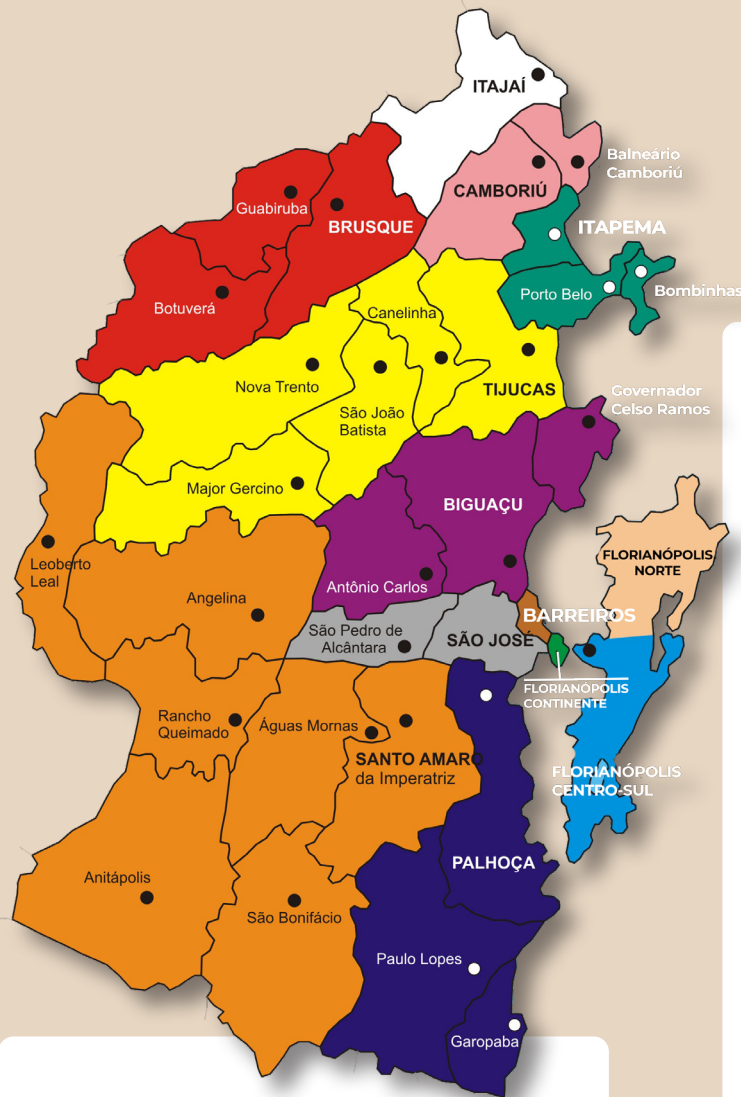 ITAJAÍ
Balneário
Camboriú
CAMBORIÚ
Guabiruba
BRUSQUE
ITAPEMA
Botuverá
Porto Belo
Bombinhas
Canelinha
Nova Trento
TIJUCAS
São João
Batista
Governador
Celso Ramos
Major Gercino
BIGUAÇU
FLORIANÓPOLIS
NORTE
Leoberto
Leal
Antônio Carlos
Angelina
BARREIROS
São Pedro de
Alcântara
SÃO JOSÉ
FLORIANÓPOLIS
CONTINENTE
Rancho
Queimado
Águas Mornas
SANTO AMARO
da Imperatriz
FLORIANÓPOLIS
CENTRO-SUL
PALHOÇA
Anitápolis
São Bonifácio
Paulo Lopes
Garopaba